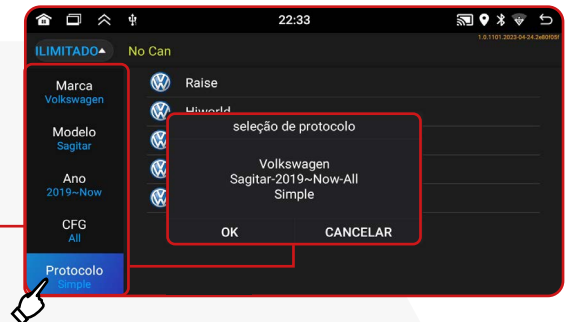 22:33
1.0.1101.2023-04-24.2a80f05f
ILIMITADO
No Can
Marca
Volkswagen
Modelo
Sagitar
Ano
2019~Now
CFG
All
Protocolo
Simple
Raise
Hiworld
seleção de protocolo
Volkswagen
Sagitar-2019~Now-All
Simple
OK
CANCELAR